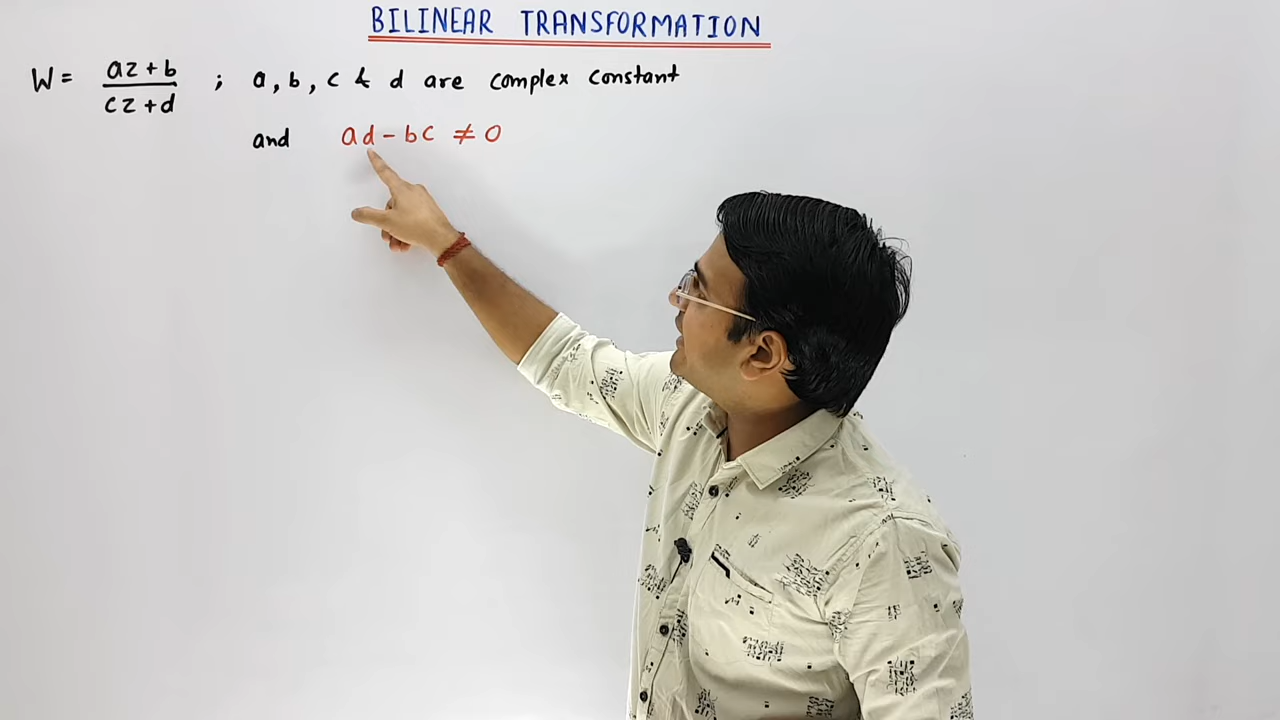 BILINEAR TRANSFORMATION
W = az+b / cz+d ; a, b, c & d are complex constant
and ad - bc ≠ 0